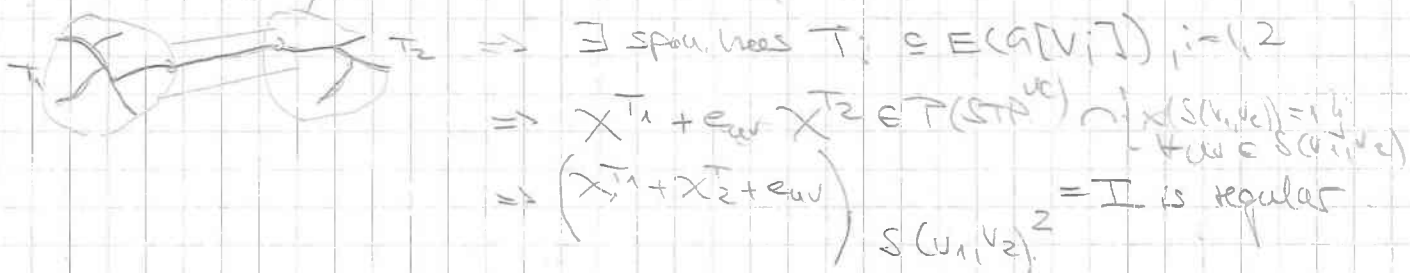 T₁ T₂ => ∃ span. trees Tᵢ ⊆ E(G[Vᵢ]), i=1,2
=> χ^T₁ + e_uv χ^T₂ ∈ P(STP^uc) ∩ {x(δ(V₁,V₂)) = 1}
∀ uv ∈ δ(V₁,V₂)
=> (χ^T₁ + χ^T₂ + e_uv)_δ(V₁,V₂)² = I is regular